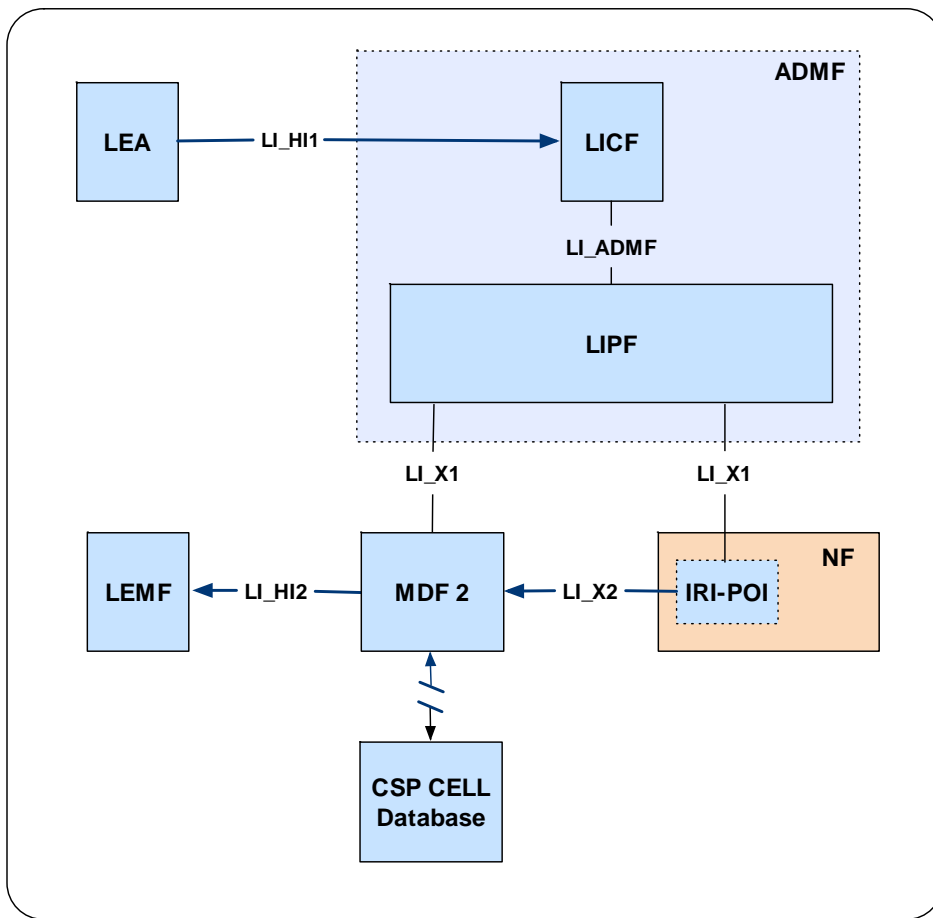 ADMF
LEA
LI_HI1
LICF
LI_ADMF
LIPF
LI_X1
LI_X1
LEMF
LI_HI2
MDF 2
LI_X2
IRI-POI
NF
CSP CELL
Database